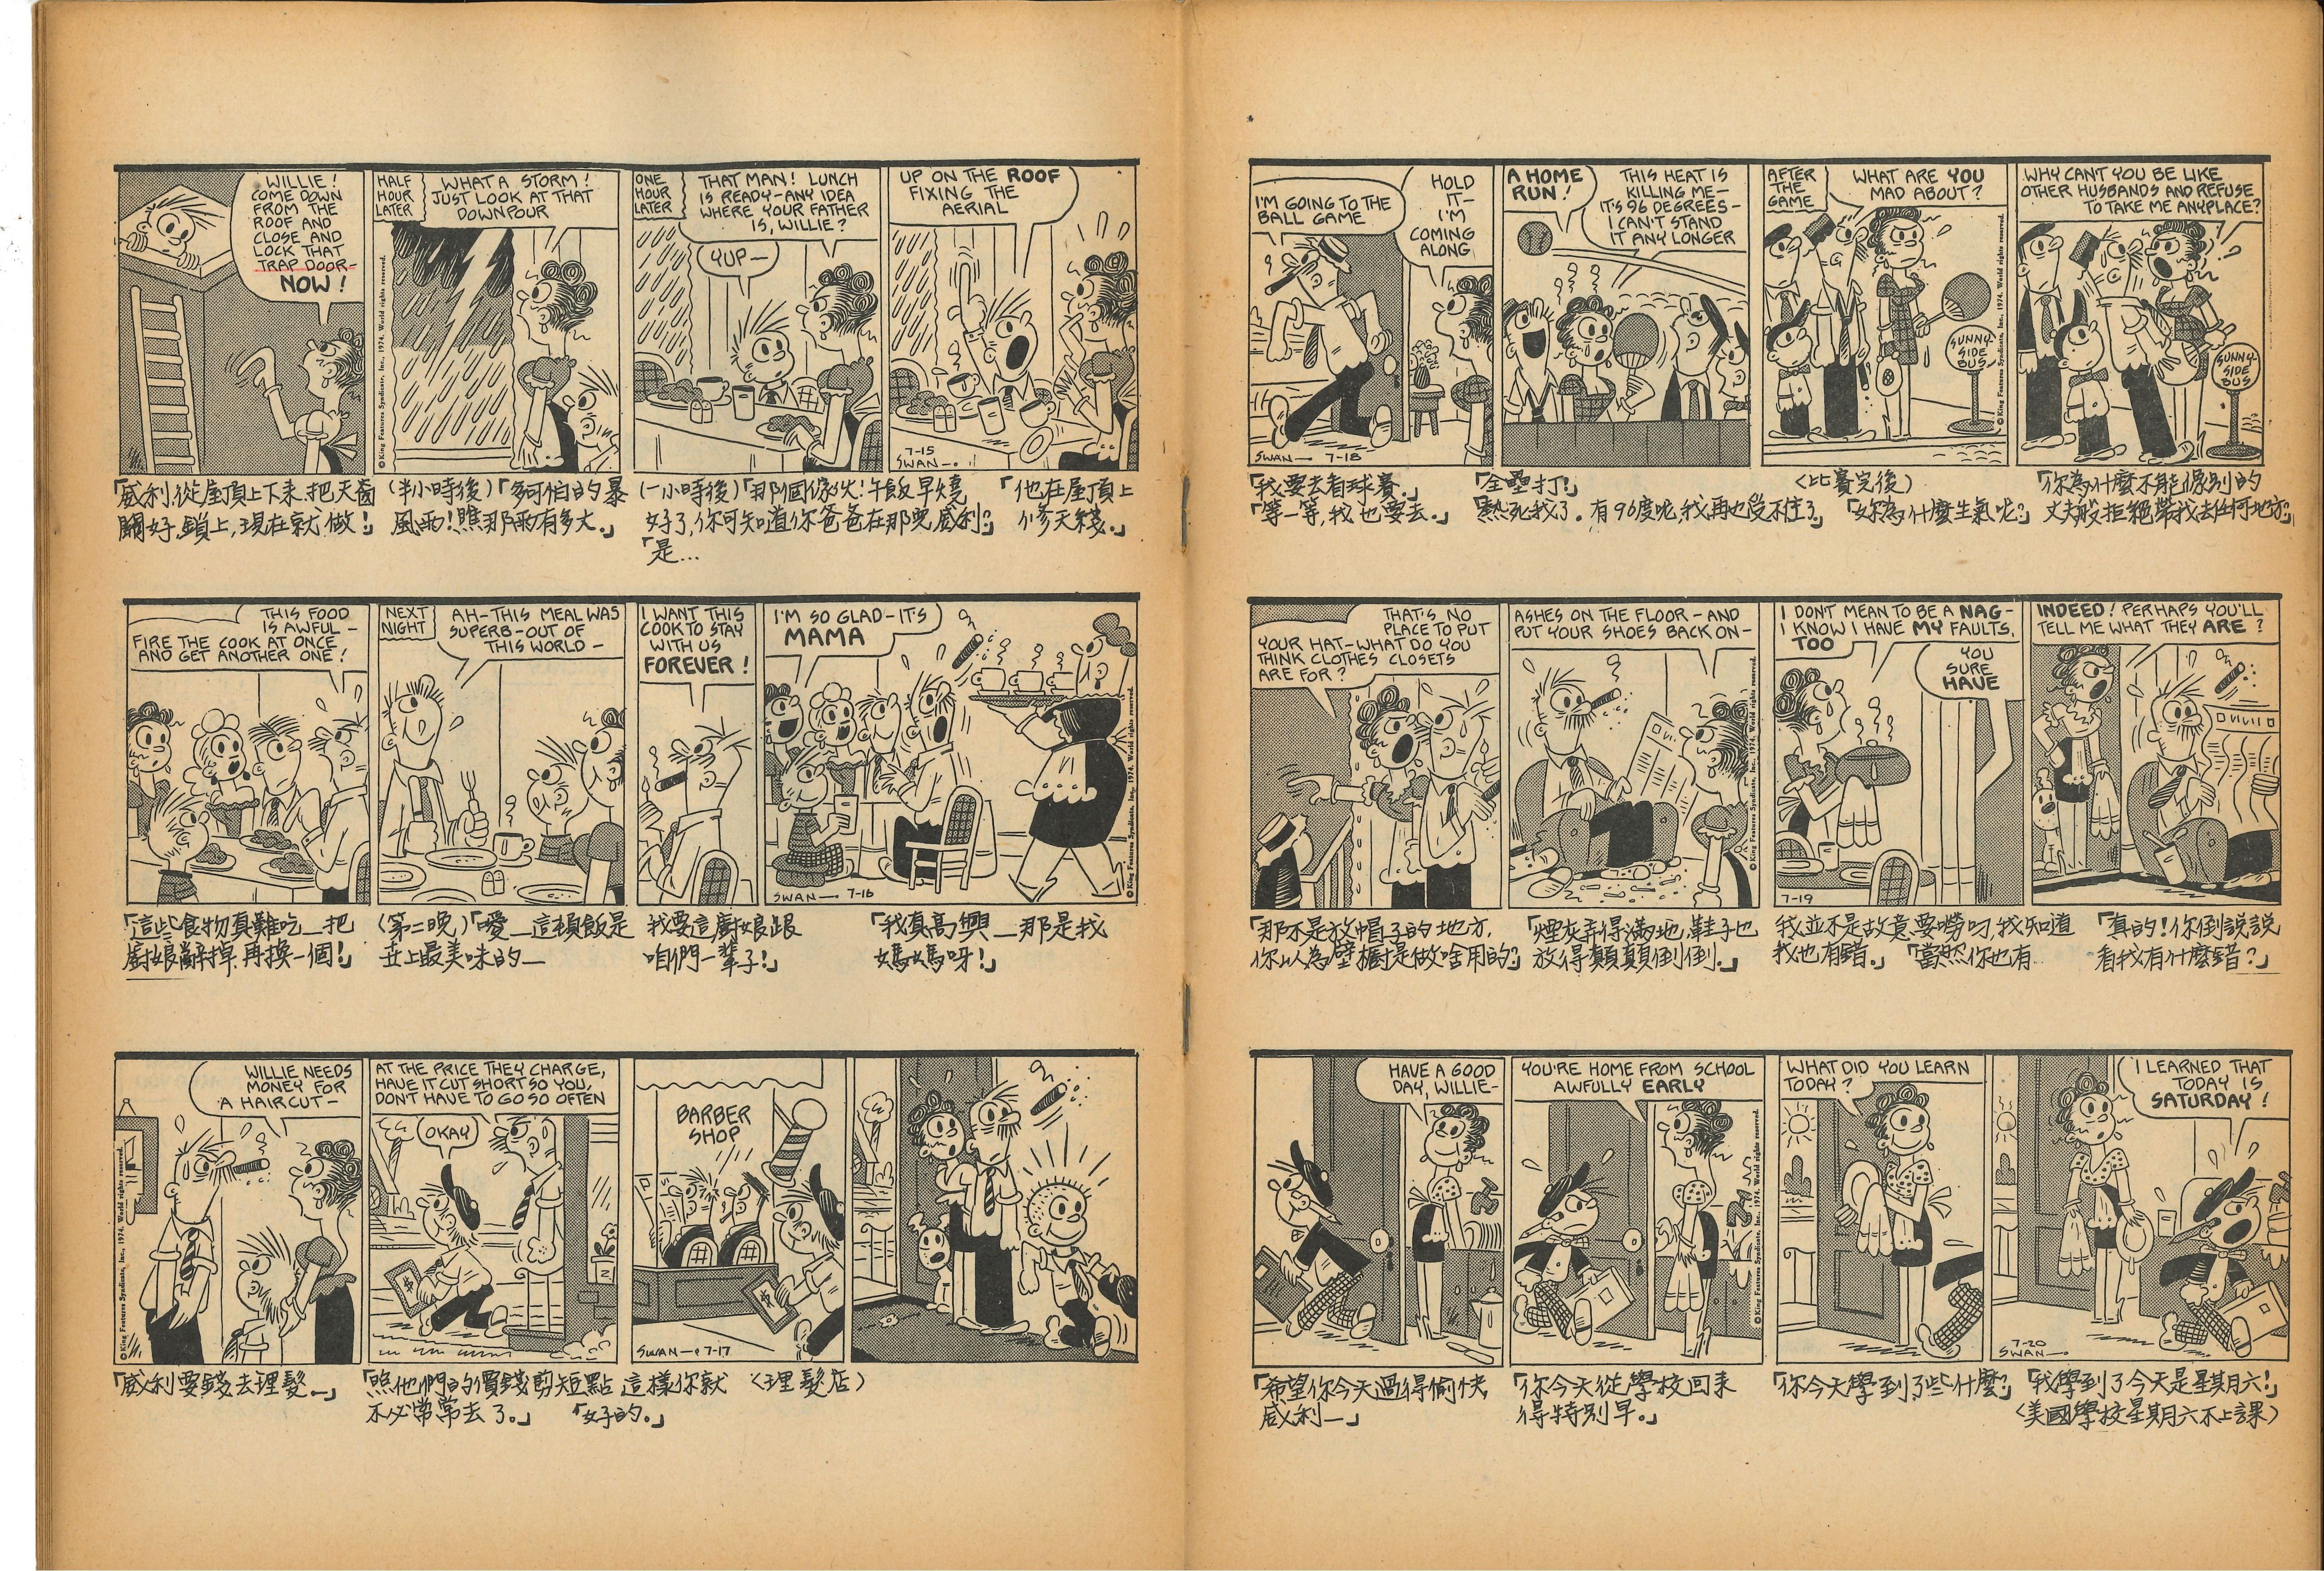 WILLIE!
COME DOWN
FROM THE
ROOF AND
CLOSE AND
LOCK THAT
TRAP DOOR-
NOW!
HALF
HOUR
LATER
WHAT A STORM!
JUST LOOK AT THAT
DOWNPOUR
© King Features Syndicate, Inc., 1974. World rights reserved.
ONE
HOUR
LATER
THAT MAN! LUNCH
IS READY-ANY IDEA
WHERE YOUR FATHER
IS, WILLIE?
YUP-
UP ON THE ROOF
FIXING THE
AERIAL
7-15
SWAN-
「威利從屋頂上下來,把天窗
關好,鎖上,現在就做!」
(半小時後)「多可怕的暴
風雨!瞧那雨有多大。」
(一小時後)「那個傢伙!午飯早燒
好了,你可知道你爸爸在那兒,威利?」
「是...
「他在屋頂上
修天綫。」
THIS FOOD
IS AWFUL-
FIRE THE COOK AT ONCE
AND GET ANOTHER ONE!
NEXT
NIGHT
AH-THIS MEAL WAS
SUPERB-OUT OF
THIS WORLD-
I WANT THIS
COOK TO STAY
WITH US
FOREVER!
I'M SO GLAD-IT'S
MAMA
SWAN- 7-16
© King Features Syndicate, Inc., 1974. World rights reserved.
「這些食物真難吃—把
廚娘辭掉,再換一個!」
(第二晚)「噯—這頓飯是
世上最美味的—
我要這廚娘跟
咱們一輩子!」
「我真高興—那是我
媽媽呀!」
WILLIE NEEDS
MONEY FOR
A HAIRCUT-
© King Features Syndicate, Inc., 1974. World rights reserved.
AT THE PRICE THEY CHARGE,
HAVE IT CUT SHORT SO YOU
DON'T HAVE TO GO SO OFTEN
OKAY
BARBER
SHOP
SWAN- 7-17
「威利要錢去理髮—」
「照他們的價錢,剪短點,這樣你就
不必常常去了。」 「好的。」
(理髮店)
I'M GOING TO THE
BALL GAME
HOLD
IT-
I'M
COMING
ALONG
SWAN- 7-18
A HOME
RUN!
THIS HEAT IS
KILLING ME-
IT'S 96 DEGREES-
I CAN'T STAND
IT ANY LONGER
AFTER
THE
GAME
WHAT ARE YOU
MAD ABOUT?
SUNNY
SIDE
BUS
© King Features Syndicate, Inc., 1974. World rights reserved.
WHY CAN'T YOU BE LIKE
OTHER HUSBANDS AND REFUSE
TO TAKE ME ANYPLACE?
SUNNY-
SIDE
BUS
「我要去看球賽。」
「等一等,我也要去。」
「全壘打!」
「熱死我了。有96度呢,我再也受不住了。」
(比賽完後)
「妳為什麼生氣呢?」
「你為什麼不能像別的
丈夫般拒絕帶我去任何地方?」
THAT'S NO
PLACE TO PUT
YOUR HAT-WHAT DO YOU
THINK CLOTHES CLOSETS
ARE FOR?
ASHES ON THE FLOOR-AND
PUT YOUR SHOES BACK ON-
© King Features Syndicate, Inc., 1974. World rights reserved.
I DON'T MEAN TO BE A NAG-
I KNOW I HAVE MY FAULTS,
TOO
YOU
SURE
HAVE
7-19
INDEED! PERHAPS YOU'LL
TELL ME WHAT THEY ARE?
「那不是放帽子的地方,
你以為壁櫥是做啥用的?」
「煙灰弄得滿地,鞋子也
放得顛顛倒倒。」
我並不是故意要嘮叨,我知道
我也有錯。」 「當然你也有
「真的!你倒說說
看我有什麼錯?」
HAVE A GOOD
DAY, WILLIE-
YOU'RE HOME FROM SCHOOL
AWFULLY EARLY
© King Features Syndicate, Inc., 1974. World rights reserved.
WHAT DID YOU LEARN
TODAY?
I LEARNED THAT
TODAY IS
SATURDAY!
7-20
SWAN-
「希望你今天過得愉快,
威利—」
「你今天從學校回來
得特別早。」
「你今天學到了些什麼?」
「我學到了今天是星期六!」
(美國學校星期六不上課)